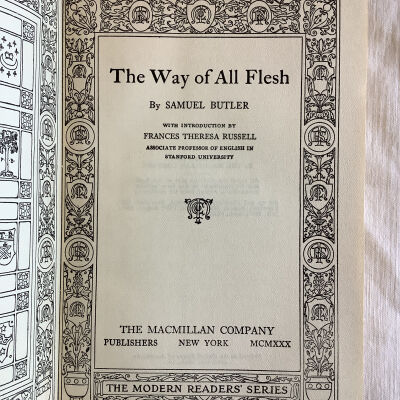 The Way of All Flesh
By SAMUEL BUTLER
WITH INTRODUCTION BY
FRANCES THERESA RUSSELL
ASSOCIATE PROFESSOR OF ENGLISH IN
STANFORD UNIVERSITY
THE MACMILLAN COMPANY
PUBLISHERS NEW YORK MCMXXX
THE MODERN READERS' SERIES